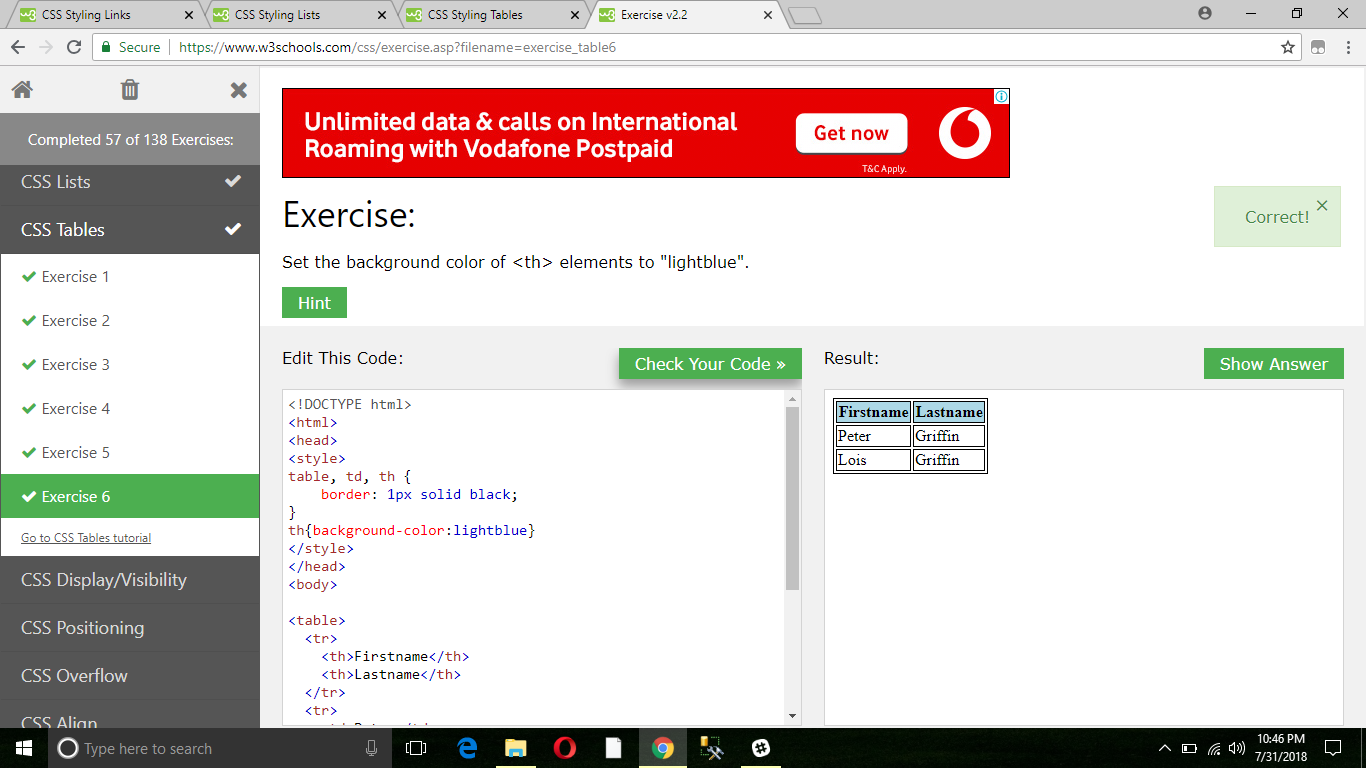 CSS Styling Links
CSS Styling Lists
CSS Styling Tables
Exercise v2.2
Secure
https://www.w3schools.com/css/exercise.asp?filename=exercise_table6
Completed 57 of 138 Exercises:
CSS Lists
CSS Tables
Exercise 1
Exercise 2
Exercise 3
Exercise 4
Exercise 5
Exercise 6
Go to CSS Tables tutorial
CSS Display/Visibility
CSS Positioning
CSS Overflow
CSS Align
Unlimited data & calls on International
Roaming with Vodafone Postpaid
Get now
T&C Apply.
Exercise:
Correct!
Set the background color of <th> elements to "lightblue".
Hint
Edit This Code:
Check Your Code »
<!DOCTYPE html>
<html>
<head>
<style>
table, td, th {
    border: 1px solid black;
}
th{background-color:lightblue}
</style>
</head>
<body>
<table>
  <tr>
    <th>Firstname</th>
    <th>Lastname</th>
  </tr>
  <tr>
Result:
Show Answer
Firstname Lastname
Peter Griffin
Lois Griffin
Type here to search
10:46 PM
7/31/2018